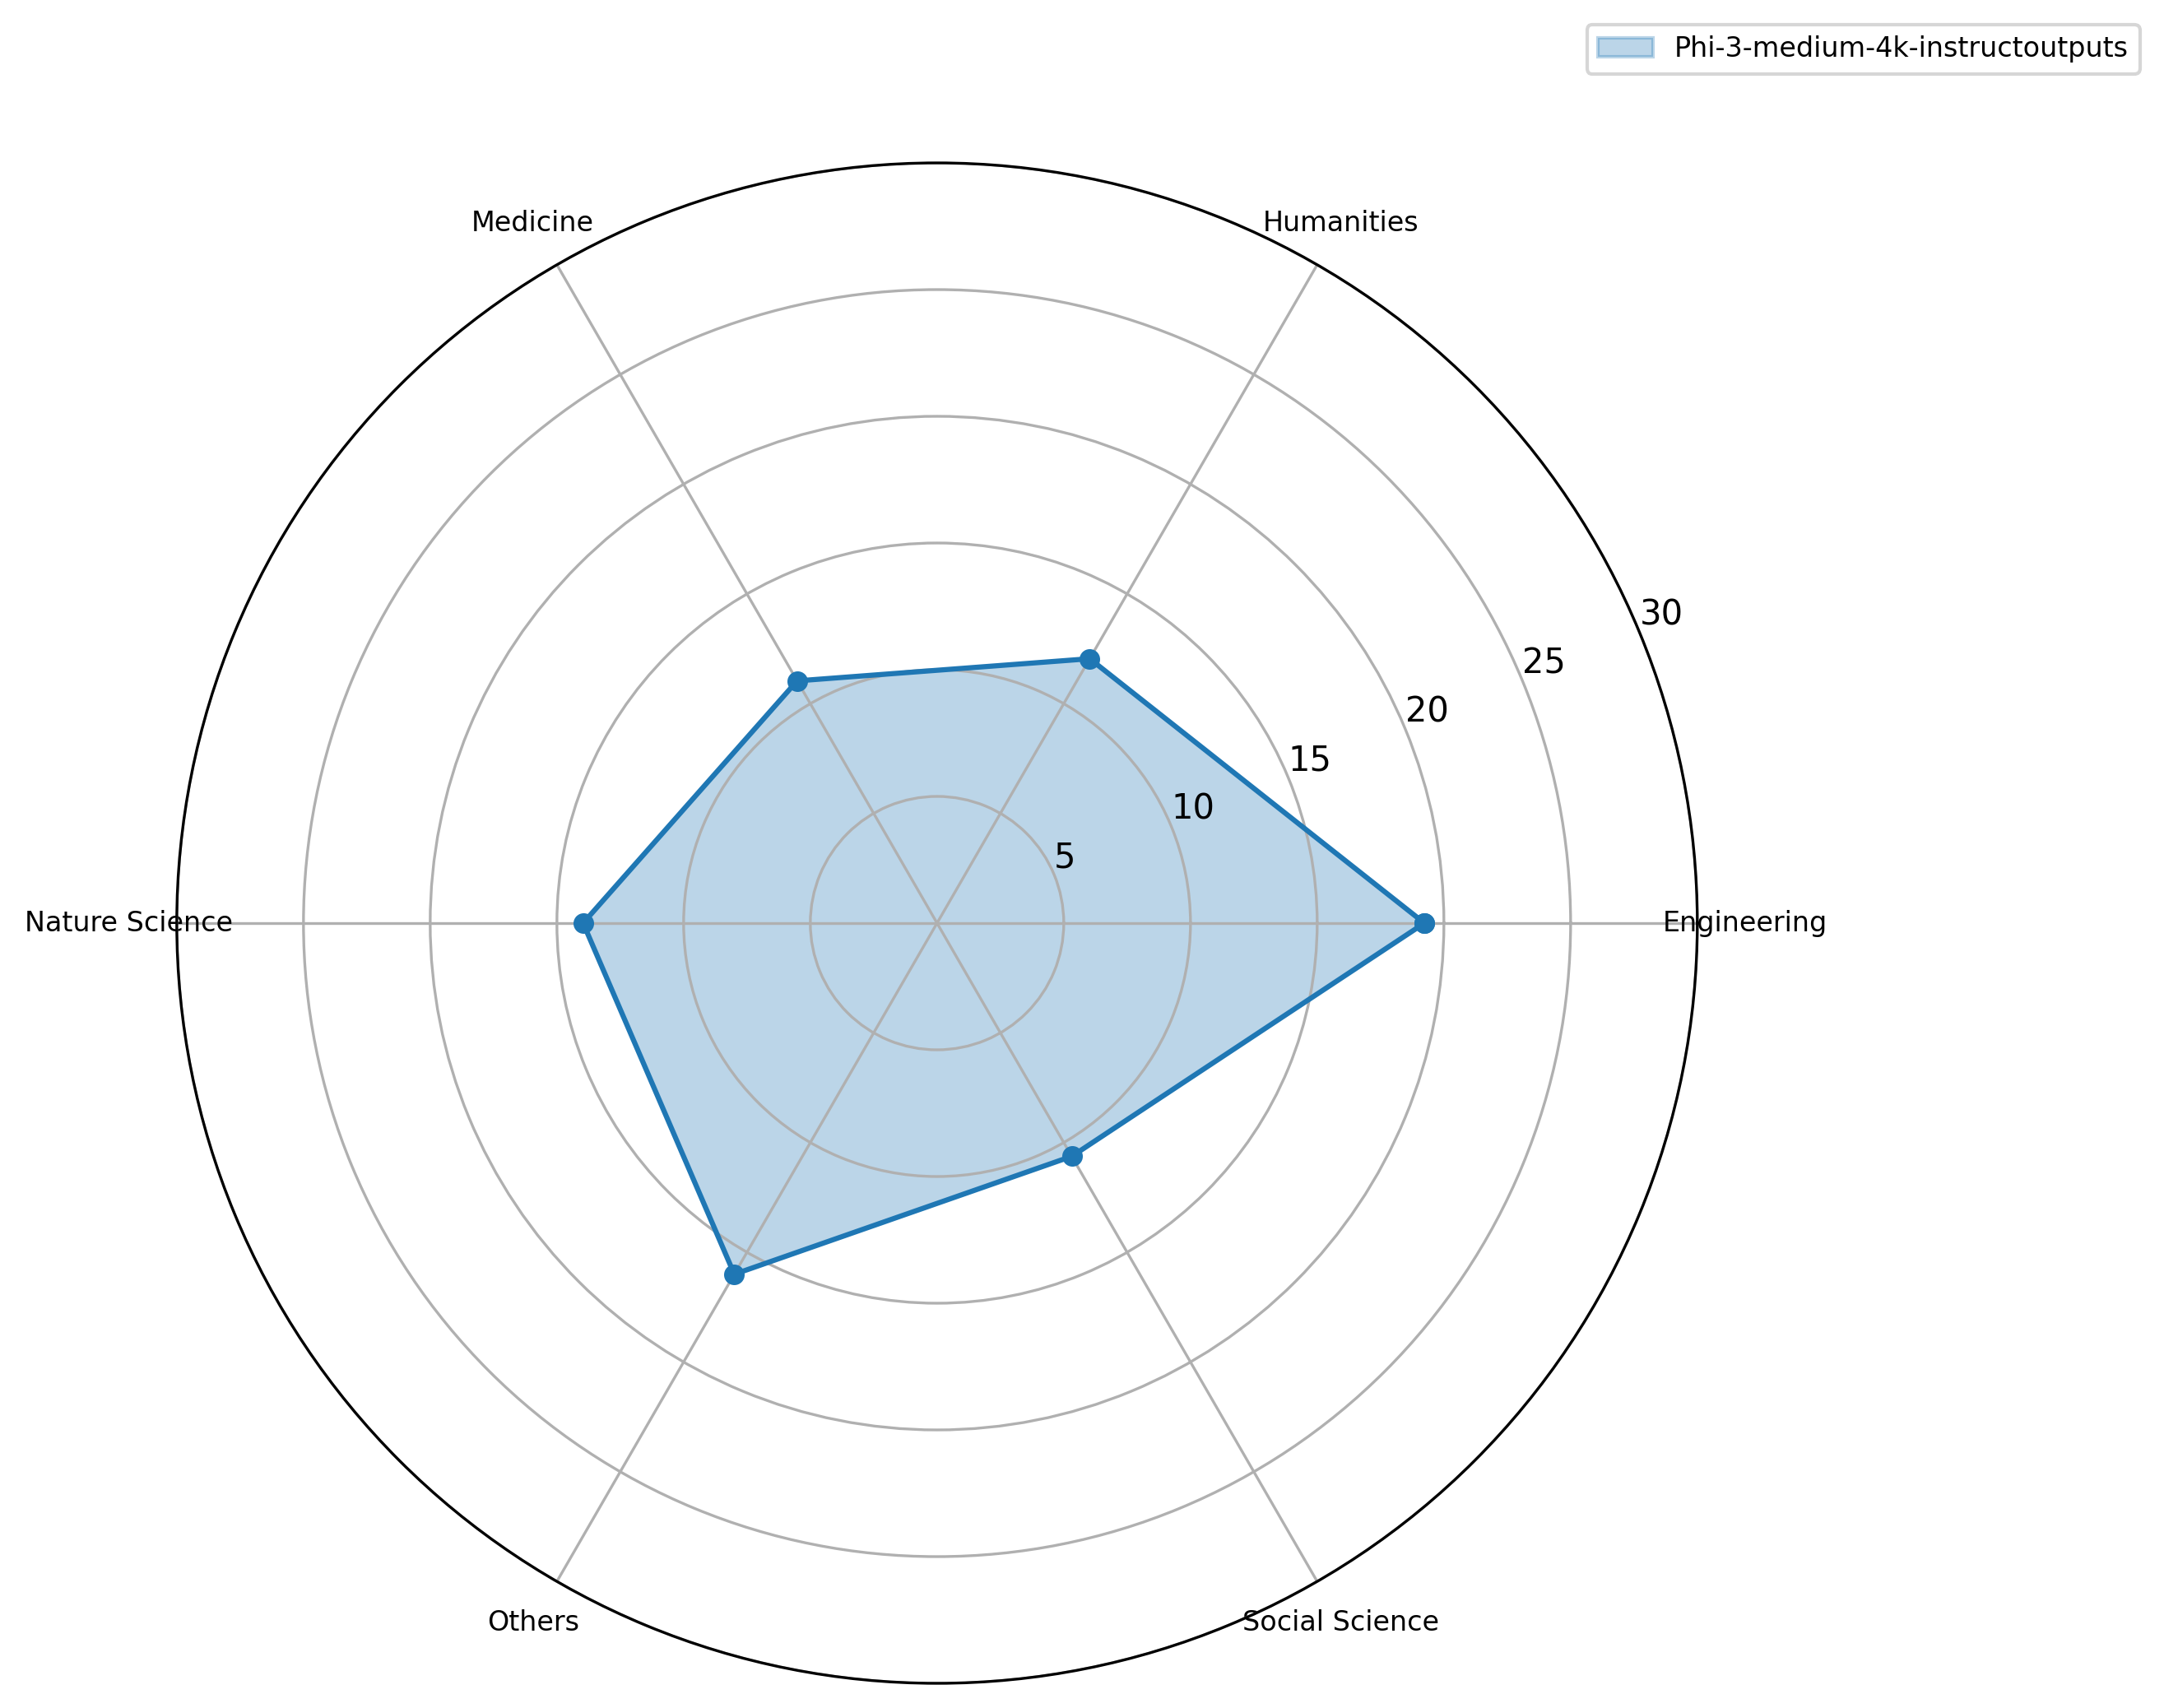 Phi-3-medium-4k-instructoutputs
Medicine
Humanities
30
25
20
15
10
5
Nature Science
Engineering
Others
Social Science